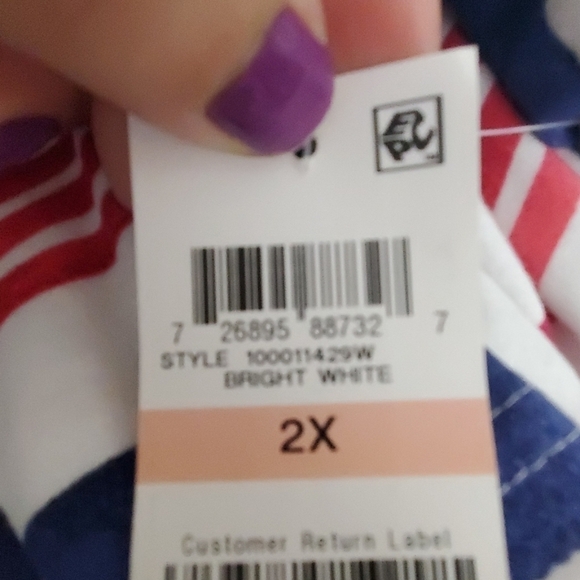 7 26895 88732 7
STYLE 100011429W
BRIGHT WHITE
2X
Customer Return Label